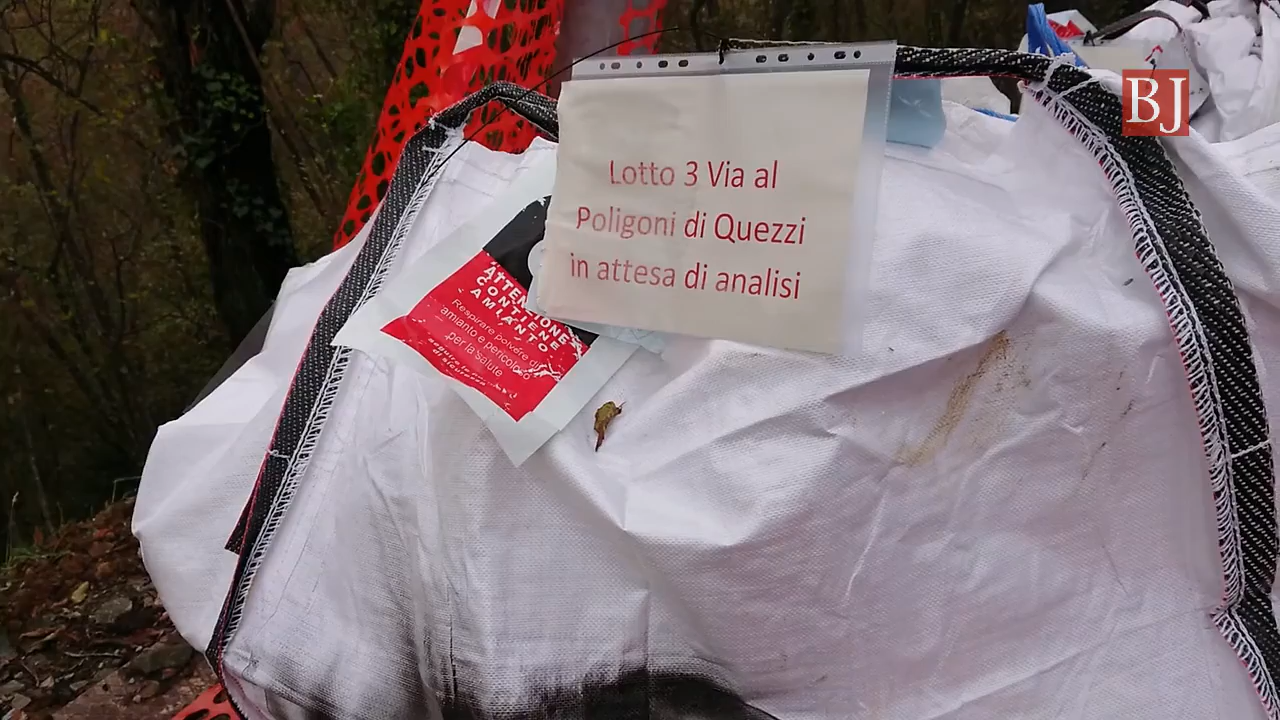 BJ
Lotto 3 Via al
Poligoni di Quezzi
in attesa di analisi
ATTENZIONE
CONTIENE
AMIANTO
Respirare polvere di
amianto è pericoloso
per la salute